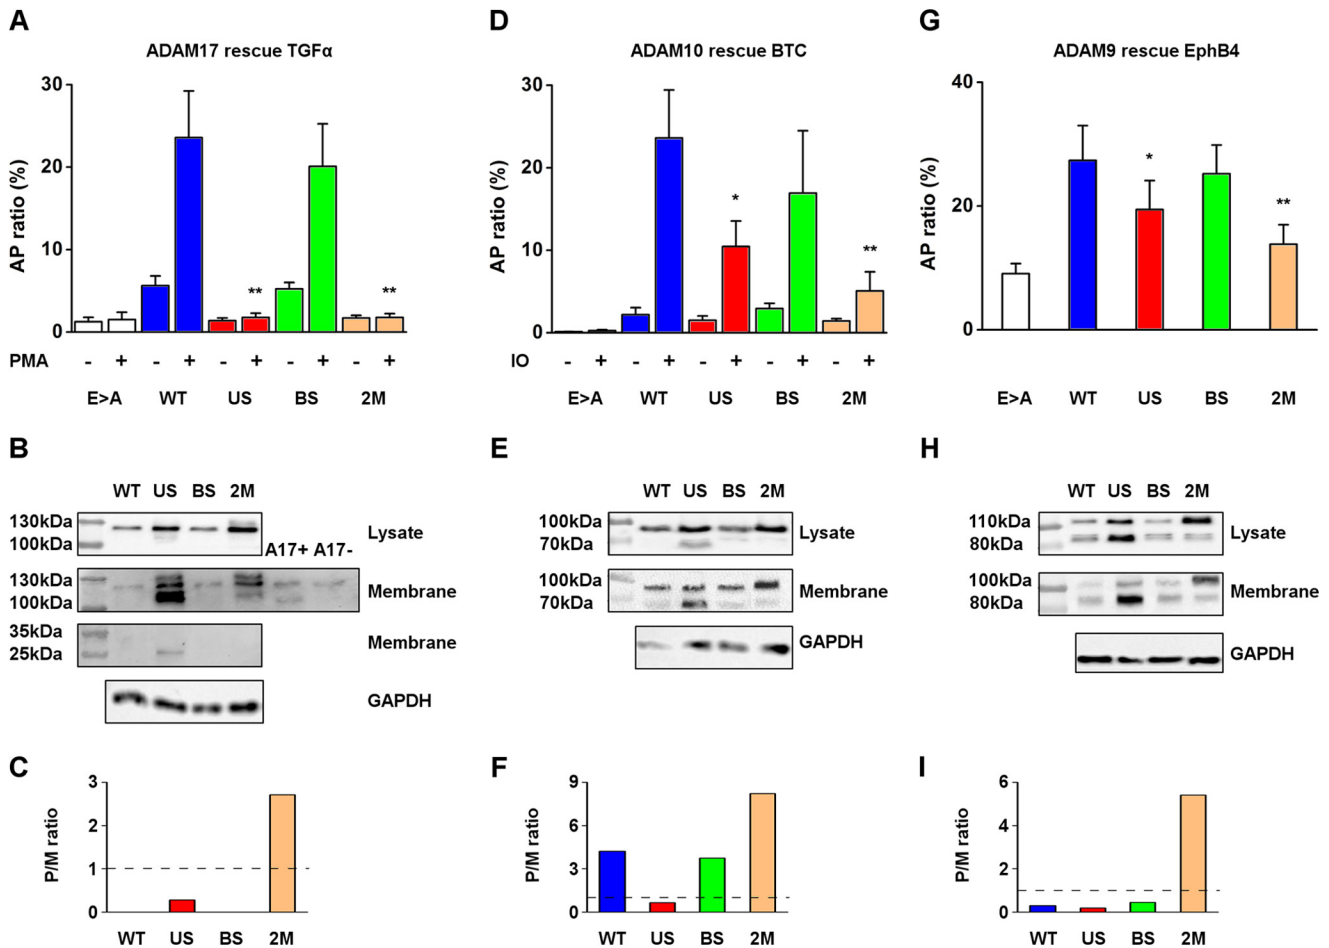 A
ADAM17 rescue TGFα
AP ratio (%)
30
20
10
0
** **
PMA - + - + - + - + - +
E>A WT US BS 2M
D
ADAM10 rescue BTC
AP ratio (%)
30
20
10
0
* **
IO - + - + - + - + - +
E>A WT US BS 2M
G
ADAM9 rescue EphB4
AP ratio (%)
40
20
0
* **
E>A WT US BS 2M
B
WT US BS 2M
130kDa
100kDa
Lysate
A17+ A17-
130kDa
100kDa
Membrane
35kDa
25kDa
Membrane
GAPDH
E
WT US BS 2M
100kDa
70kDa
Lysate
100kDa
70kDa
Membrane
GAPDH
H
WT US BS 2M
110kDa
80kDa
Lysate
100kDa
80kDa
Membrane
GAPDH
C
P/M ratio
3
2
1
0
WT US BS 2M
F
P/M ratio
9
6
3
0
WT US BS 2M
I
P/M ratio
6
4
2
0
WT US BS 2M